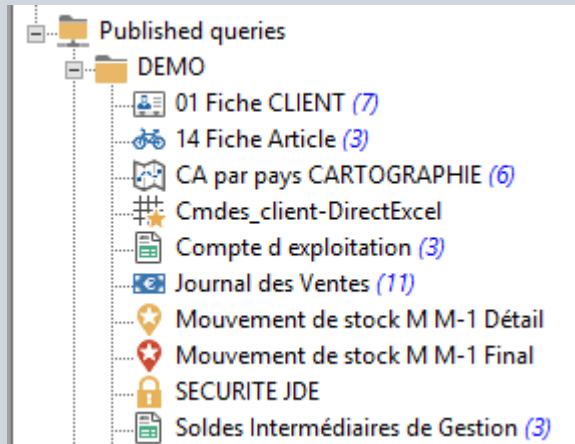 Published queries
DEMO
01 Fiche CLIENT (7)
14 Fiche Article (3)
CA par pays CARTOGRAPHIE (6)
Cmdes_client-DirectExcel
Compte d exploitation (3)
Journal des Ventes (11)
Mouvement de stock M M-1 Détail
Mouvement de stock M M-1 Final
SECURITE JDE
Soldes Intermédiaires de Gestion (3)